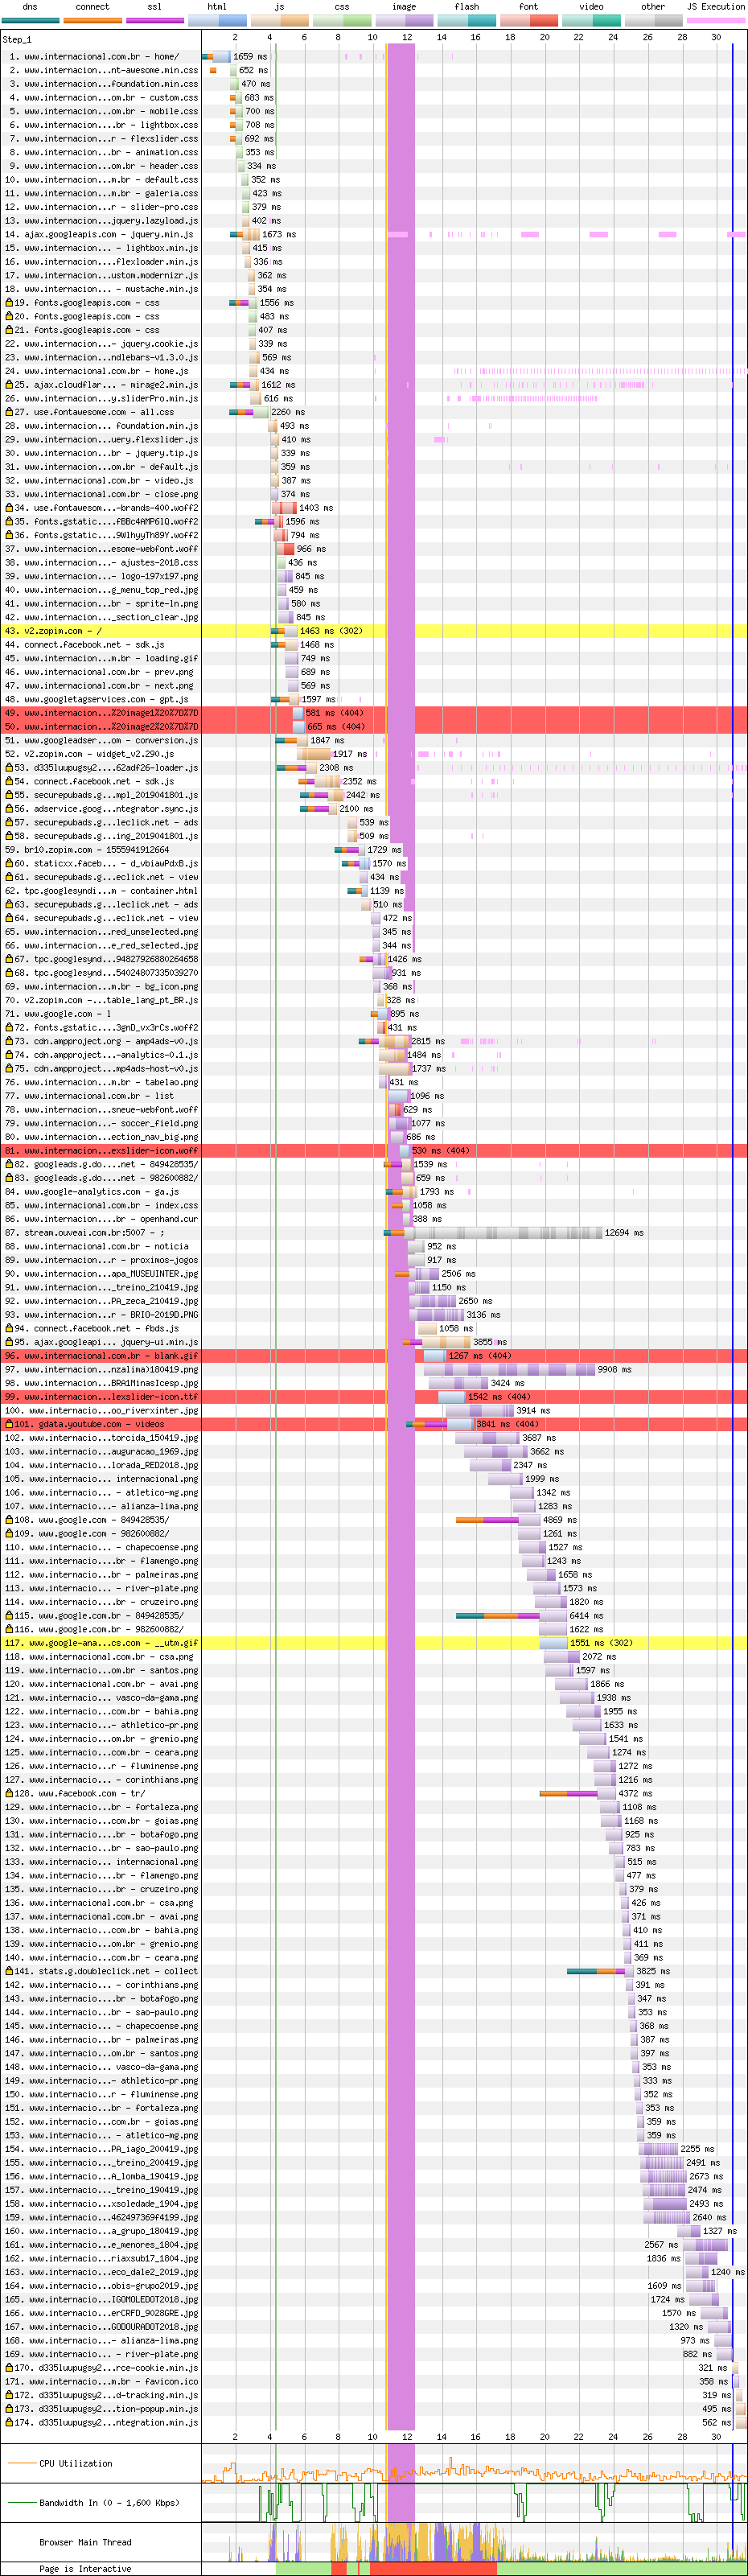 dns connect ssl html js css image flash font video other JS Execution
Step_1 2 4 6 8 10 12 14 16 18 20 22 24 26 28 30
1. www.internacional.com.br - home/ 1659 ms
2. www.internacion...nt-awesome.min.css 652 ms
3. www.internacion...foundation.min.css 470 ms
4. www.internacion...om.br - custom.css 683 ms
5. www.internacion...om.br - mobile.css 700 ms
6. www.internacion....br - lightbox.css 708 ms
7. www.internacion...r - flexslider.css 692 ms
8. www.internacion...br - animation.css 353 ms
9. www.internacion...om.br - header.css 334 ms
10. www.internacion...m.br - default.css 352 ms
11. www.internacion...m.br - galeria.css 423 ms
12. www.internacion...r - slider-pro.css 379 ms
13. www.internacion...jquery.lazyload.js 402 ms
14. ajax.googleapis.com - jquery.min.js 1673 ms
15. www.internacion... - lightbox.min.js 415 ms
16. www.internacion....flexloader.min.js 336 ms
17. www.internacion...ustom.modernizr.js 362 ms
18. www.internacion... - mustache.min.js 354 ms
19. fonts.googleapis.com - css 1556 ms
20. fonts.googleapis.com - css 483 ms
21. fonts.googleapis.com - css 407 ms
22. www.internacion...- jquery.cookie.js 339 ms
23. www.internacion...ndlebars-v1.3.0.js 569 ms
24. www.internacional.com.br - home.js 434 ms
25. ajax.cloudflar... - mirage2.min.js 1612 ms
26. www.internacion...y.sliderPro.min.js 616 ms
27. use.fontawesome.com - all.css 2260 ms
28. www.internacion... foundation.min.js 493 ms
29. www.internacion...uery.flexslider.js 410 ms
30. www.internacion...br - jquery.tip.js 339 ms
31. www.internacion...om.br - default.js 359 ms
32. www.internacional.com.br - video.js 387 ms
33. www.internacional.com.br - close.png 374 ms
34. use.fontawesom...-brands-400.woff2 1403 ms
35. fonts.gstatic....fBBc4AMP6lQ.woff2 1596 ms
36. fonts.gstatic...9WlhyyTh89Y.woff2 794 ms
37. www.internacion...esome-webfont.woff 966 ms
38. www.internacion... - ajustes-2018.css 436 ms
39. www.internacion... - logo-197x197.png 845 ms
40. www.internacion...g_menu_top_red.jpg 459 ms
41. www.internacion...br - sprite-ln.png 580 ms
42. www.internacion..._section_clear.jpg 845 ms
43. v2.zopim.com - / 1463 ms (302)
44. connect.facebook.net - sdk.js 1468 ms
45. www.internacion...m.br - loading.gif 749 ms
46. www.internacional.com.br - prev.png 689 ms
47. www.internacional.com.br - next.png 569 ms
48. www.googletagservices.com - gpt.js 1597 ms
49. www.internacion...%20image1%20%7D%7D 581 ms (404)
50. www.internacion...%20image2%20%7D%7D 665 ms (404)
51. www.googleadser...om - conversion.js 1847 ms
52. v2.zopim.com - widget_v2.290.js 1917 ms
53. d335luupugsy2....62adf26-loader.js 2308 ms
54. connect.facebook.net - sdk.js 2352 ms
55. securepubads.g...mpl_2019041801.js 2442 ms
56. adservice.goog...ntegrator.sync.js 2100 ms
57. securepubads.g...leclick.net - ads 539 ms
58. securepubads.g...ing_2019041801.js 509 ms
59. br10.zopim.com - 1555941912664 1729 ms
60. staticxx.faceb... - d_vbiawPdxB.js 1570 ms
61. securepubads.g...eclick.net - view 434 ms
62. tpc.googlesyndi...m - container.html 1139 ms
63. securepubads.g...leclick.net - ads 510 ms
64. securepubads.g...eclick.net - view 472 ms
65. www.internacion...red_unselected.png 345 ms
66. www.internacion...e_red_selected.jpg 344 ms
67. tpc.googlesynd...94827926880264658 1426 ms
68. tpc.googlesynd...54024807335039270 931 ms
69. www.internacion...m.br - bg_icon.png 368 ms
70. v2.zopim.com -...table_lang_pt_BR.js 328 ms
71. www.google.com - l 895 ms
72. fonts.gstatic....3gnD_vx3rCs.woff2 431 ms
73. cdn.ampproject.org - amp4ads-v0.js 2815 ms
74. cdn.ampproject...-analytics-0.1.js 1484 ms
75. cdn.ampproject...mp4ads-host-v0.js 1737 ms
76. www.internacion...m.br - tabelao.png 431 ms
77. www.internacional.com.br - list 1096 ms
78. www.internacion...sneue-webfont.woff 629 ms
79. www.internacion...- soccer_field.png 1077 ms
80. www.internacion...ection_nav_big.png 686 ms
81. www.internacion...exslider-icon.woff 530 ms (404)
82. googleads.g.do....net - 849428535/ 1539 ms
83. googleads.g.do....net - 982600882/ 659 ms
84. www.google-analytics.com - ga.js 1793 ms
85. www.internacional.com.br - index.css 1058 ms
86. www.internacion....br - openhand.cur 388 ms
87. stream.ouveai.com.br:5007 - ; 12694 ms
88. www.internacional.com.br - noticia 952 ms
89. www.internacion...r - proximos-jogos 917 ms
90. www.internacion...apa_MUSEUINTER.jpg 2506 ms
91. www.internacion..._treino_210419.jpg 1150 ms
92. www.internacion...PA_zeca_210419.jpg 2650 ms
93. www.internacion...r - BRIO-2019D.PNG 3136 ms
94. connect.facebook.net - fbds.js 1058 ms
95. ajax.googleapi... jquery-ui.min.js 3855 ms
96. www.internacional.com.br - blank.gif 1267 ms (404)
97. www.internacion...nzalima)180419.png 9908 ms
98. www.internacion...BRA1MinasIcesp.jpg 3424 ms
99. www.internacion...lexslider-icon.ttf 1542 ms (404)
100. www.internacio...oo_riverxinter.jpg 3914 ms
101. gdata.youtube.com - videos 3841 ms (404)
102. www.internacio...torcida_150419.jpg 3687 ms
103. www.internacio...auguracao_1969.jpg 3662 ms
104. www.internacio...lorada_RED2018.jpg 2347 ms
105. www.internacio... internacional.png 1999 ms
106. www.internacio... - atletico-mg.png 1342 ms
107. www.internacio... - alianza-lima.png 1283 ms
108. www.google.com - 849428535/ 4869 ms
109. www.google.com - 982600882/ 1261 ms
110. www.internacio... - chapecoense.png 1527 ms
111. www.internacio...br - flamengo.png 1243 ms
112. www.internacio...br - palmeiras.png 1658 ms
113. www.internacio... - river-plate.png 1573 ms
114. www.internacio...br - cruzeiro.png 1820 ms
115. www.google.com.br - 849428535/ 6414 ms
116. www.google.com.br - 982600882/ 1622 ms
117. www.google-ana...cs.com - __utm.gif 1551 ms (302)
118. www.internacional.com.br - csa.png 2072 ms
119. www.internacio...om.br - santos.png 1597 ms
120. www.internacional.com.br - avai.png 1866 ms
121. www.internacio... vasco-da-gama.png 1938 ms
122. www.internacio....com.br - bahia.png 1955 ms
123. www.internacio...- athletico-pr.png 1633 ms
124. www.internacio...om.br - gremio.png 1541 ms
125. www.internacio....com.br - ceara.png 1274 ms
126. www.internacio...r - fluminense.png 1272 ms
127. www.internacio... - corinthians.png 1216 ms
128. www.facebook.com - tr/ 4372 ms
129. www.internacio...br - fortaleza.png 1108 ms
130. www.internacio...com.br - goias.png 1168 ms
131. www.internacio....br - botafogo.png 925 ms
132. www.internacio...br - sao-paulo.png 783 ms
133. www.internacio... internacional.png 515 ms
134. www.internacio....br - flamengo.png 477 ms
135. www.internacio....br - cruzeiro.png 379 ms
136. www.internacional.com.br - csa.png 426 ms
137. www.internacional.com.br - avai.png 371 ms
138. www.internacio...com.br - bahia.png 410 ms
139. www.internacio...om.br - gremio.png 411 ms
140. www.internacio...com.br - ceara.png 369 ms
141. stats.g.doubleclick.net - collect 3825 ms
142. www.internacio... - corinthians.png 391 ms
143. www.internacio....br - botafogo.png 347 ms
144. www.internacio...br - sao-paulo.png 353 ms
145. www.internacio... - chapecoense.png 368 ms
146. www.internacio...br - palmeiras.png 387 ms
147. www.internacio...om.br - santos.png 397 ms
148. www.internacio... vasco-da-gama.png 353 ms
149. www.internacio...- athletico-pr.png 333 ms
150. www.internacio...r - fluminense.png 352 ms
151. www.internacio...br - fortaleza.png 353 ms
152. www.internacio...com.br - goias.png 359 ms
153. www.internacio... - atletico-mg.png 359 ms
154. www.internacio...PA_iago_200419.jpg 2255 ms
155. www.internacio..._treino_200419.jpg 2491 ms
156. www.internacio...A_lomba_190419.jpg 2673 ms
157. www.internacio..._treino_190419.jpg 2474 ms
158. www.internacio...xsoledade_1904.jpg 2493 ms
159. www.internacio...462497369f4199.jpg 2640 ms
160. www.internacio...a_grupo_180419.jpg 1327 ms
161. www.internacio...e_menores_1804.jpg 2567 ms
162. www.internacio...riaxsub17_1804.jpg 1836 ms
163. www.internacio...eco_dale2_2019.jpg 1240 ms
164. www.internacio...obis-grupo2019.jpg 1609 ms
165. www.internacio...IGOMOLEDOT2018.jpg 1724 ms
166. www.internacio...erCRFD_9028GRE.jpg 1570 ms
167. www.internacio...GODOURADOT2018.jpg 1320 ms
168. www.internacio... - alianza-lima.png 973 ms
169. www.internacio... - river-plate.png 882 ms
170. d335luupugsy2...rce-cookie.min.js 321 ms
171. www.internacio...m.br - favicon.ico 358 ms
172. d335luupugsy2...d-tracking.min.js 319 ms
173. d335luupugsy2...tion-popup.min.js 495 ms
174. d335luupugsy2...ntegration.min.js 562 ms
2 4 6 8 10 12 14 16 18 20 22 24 26 28 30
CPU Utilization
Bandwidth In (0 - 1,600 Kbps)
Browser Main Thread
Page is Interactive